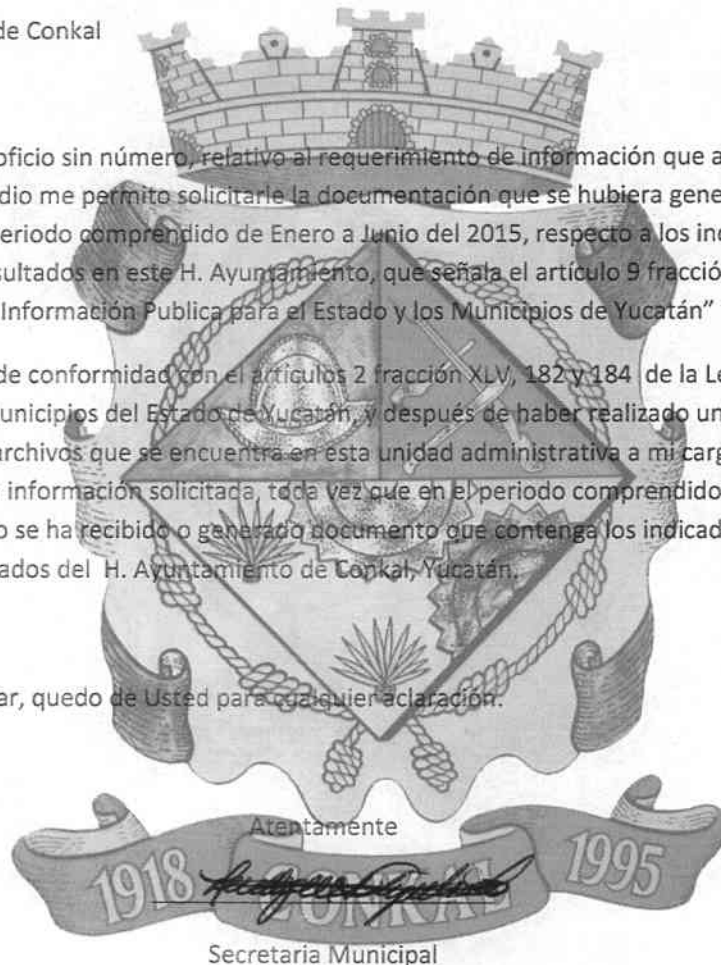 de Conkal
oficio sin número, relativo al requerimiento de información que a
dio me permito solicitarle la documentación que se hubiera gene
eriodo comprendido de Enero a Junio del 2015, respecto a los in
sultados en este H. Ayuntamiento, que señala el artículo 9 fracció
Información Publica para el Estado y los Municipios de Yucatán”
de conformidad con el artículos 2 fracción XLV, 182 y 184 de la Le
unicipios del Estado de Yucatán, y después de haber realizado un
archivos que se encuentra en esta unidad administrativa a mi carg
información solicitada, toda vez que en el periodo comprendido
o se ha recibido o generado documento que contenga los indicad
ados del H. Ayuntamiento de Conkal, Yucatán.
ar, quedo de Usted para cualquier aclaración.
Atentamente
1918 CONKAL 1995
Secretaria Municipal